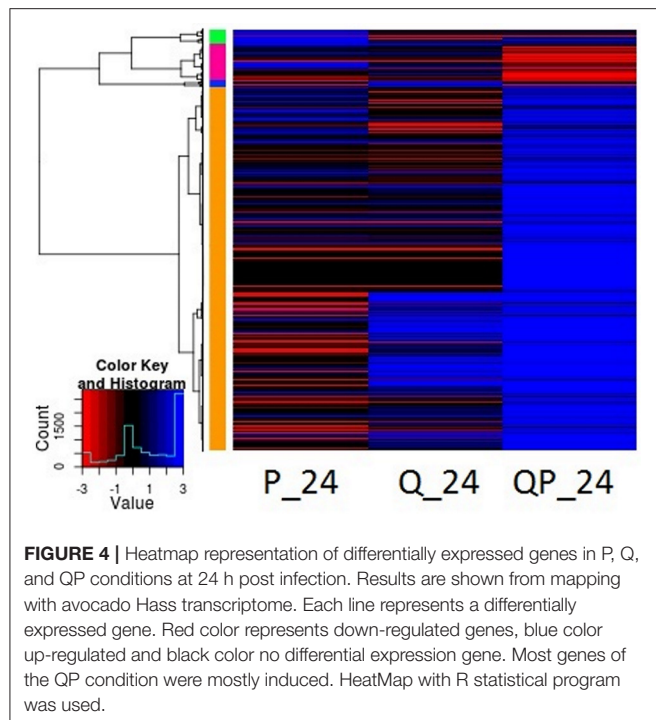 Color Key
and Histogram
Count
0 1500
-3 -1 1 3
Value
P_24 Q_24 QP_24
FIGURE 4 | Heatmap representation of differentially expressed genes in P, Q,
and QP conditions at 24 h post infection. Results are shown from mapping
with avocado Hass transcriptome. Each line represents a differentially
expressed gene. Red color represents down-regulated genes, blue color
up-regulated and black color no differential expression gene. Most genes of
the QP condition were mostly induced. HeatMap with R statistical program
was used.